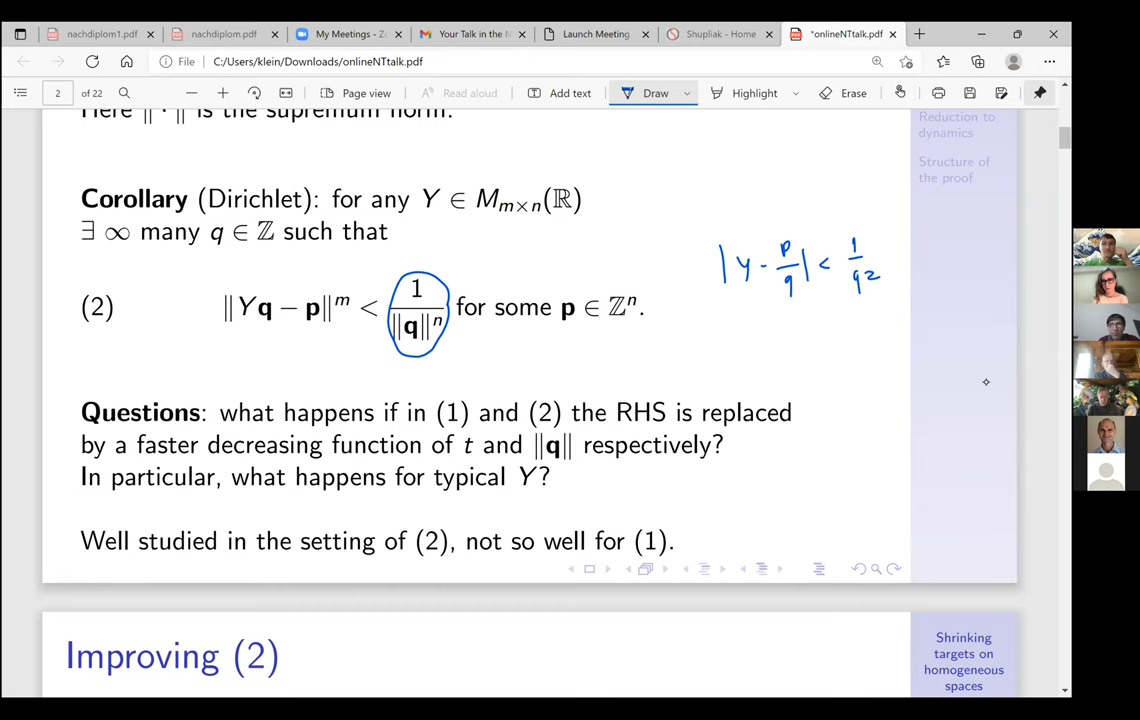 nachdiplom1.pdf
nachdiplom.pdf
My Meetings - Z
Your Talk in the N
Launch Meeting
Shupliak - Home
*onlineNTtalk.pdf
File C:/Users/klein/Downloads/onlineNTtalk.pdf
2 of 22
Page view
Read aloud
Add text
Draw
Highlight
Erase
Here ‖ · ‖ is the supremum norm.
Reduction to
dynamics
Structure of
the proof
Corollary (Dirichlet): for any Y ∈ M_{m×n}(ℝ)
∃ ∞ many q ∈ ℤ such that
|y - p/q| < 1/q2
(2) ‖Yq − p‖^m < 1/‖q‖^n for some p ∈ ℤ^n.
Questions: what happens if in (1) and (2) the RHS is replaced
by a faster decreasing function of t and ‖q‖ respectively?
In particular, what happens for typical Y?
Well studied in the setting of (2), not so well for (1).
Improving (2)
Shrinking
targets on
homogeneous
spaces